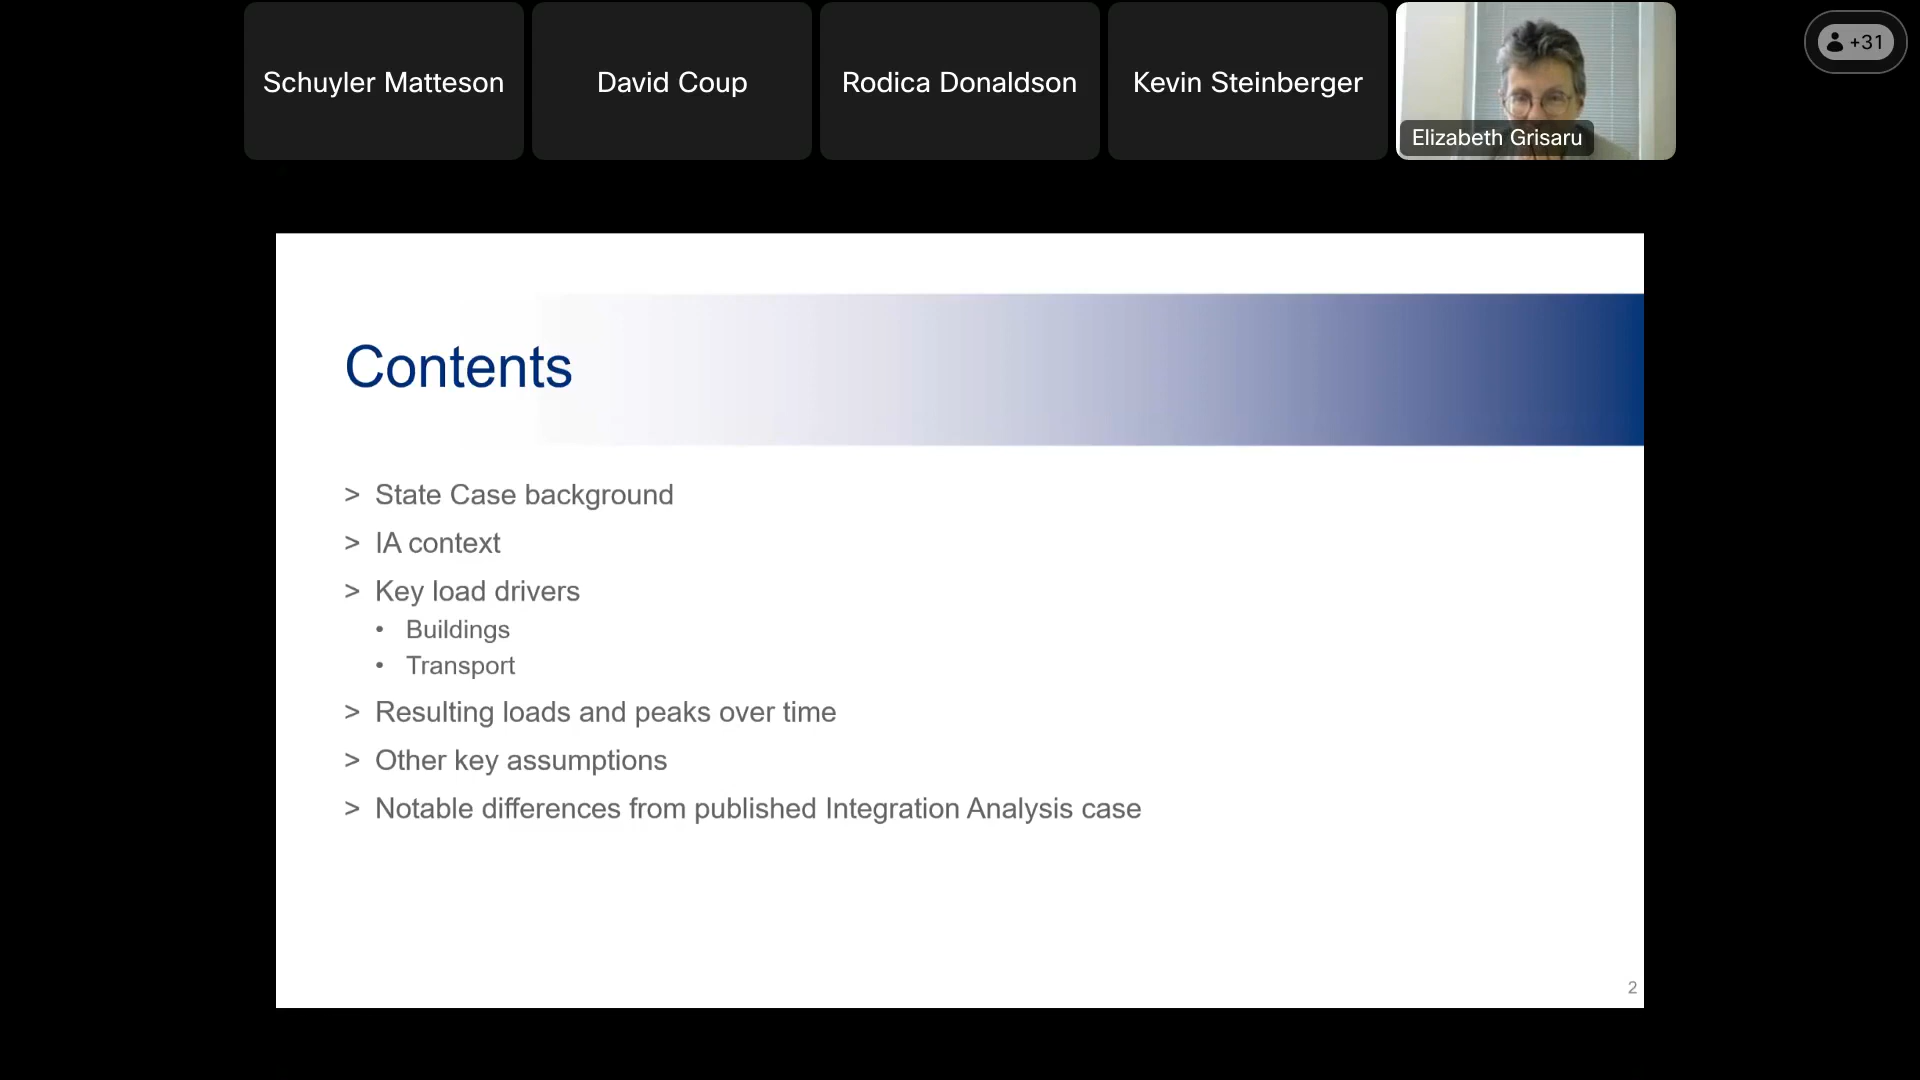 Schuyler Matteson
David Coup
Rodica Donaldson
Kevin Steinberger
Elizabeth Grisaru
+31
Contents
> State Case background
> IA context
> Key load drivers
• Buildings
• Transport
> Resulting loads and peaks over time
> Other key assumptions
> Notable differences from published Integration Analysis case
2